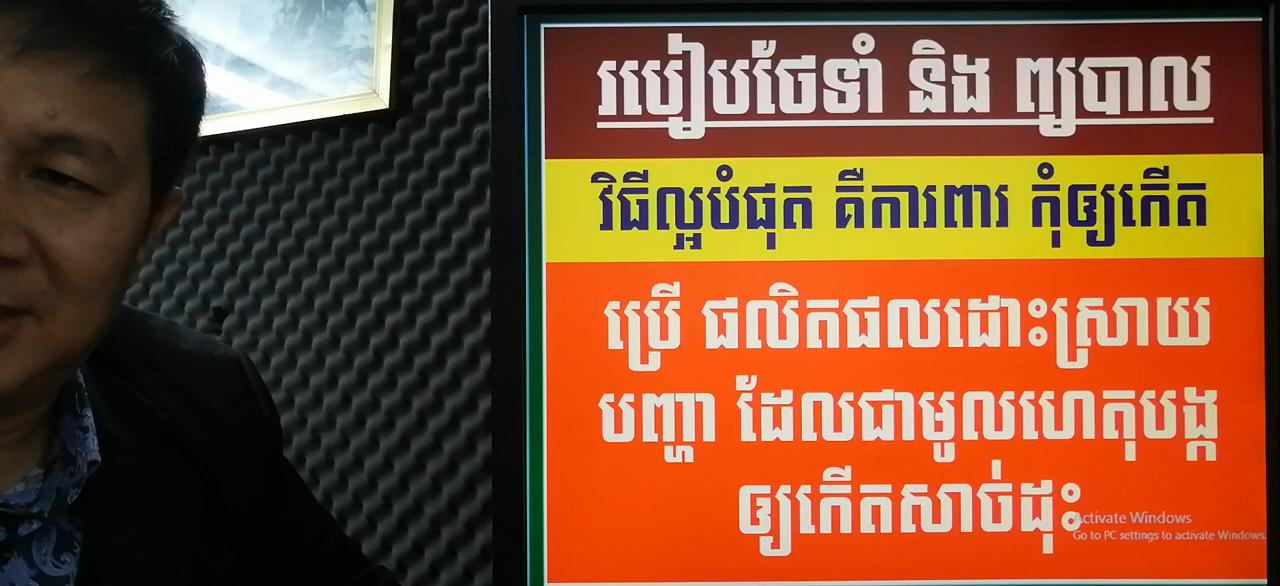 របៀបថែទាំ និង ព្យបាល
វិធីល្អបំផុត គឺការពារ កុំឲ្យកើត
ប្រើ ផលិតផលដោះស្រាយ
បញ្ហា ដែលជាមូលហេតុបង្ក
ឲ្យកើតសាច់ដុះ
Activate Windows
Go to PC settings to activate Windows.